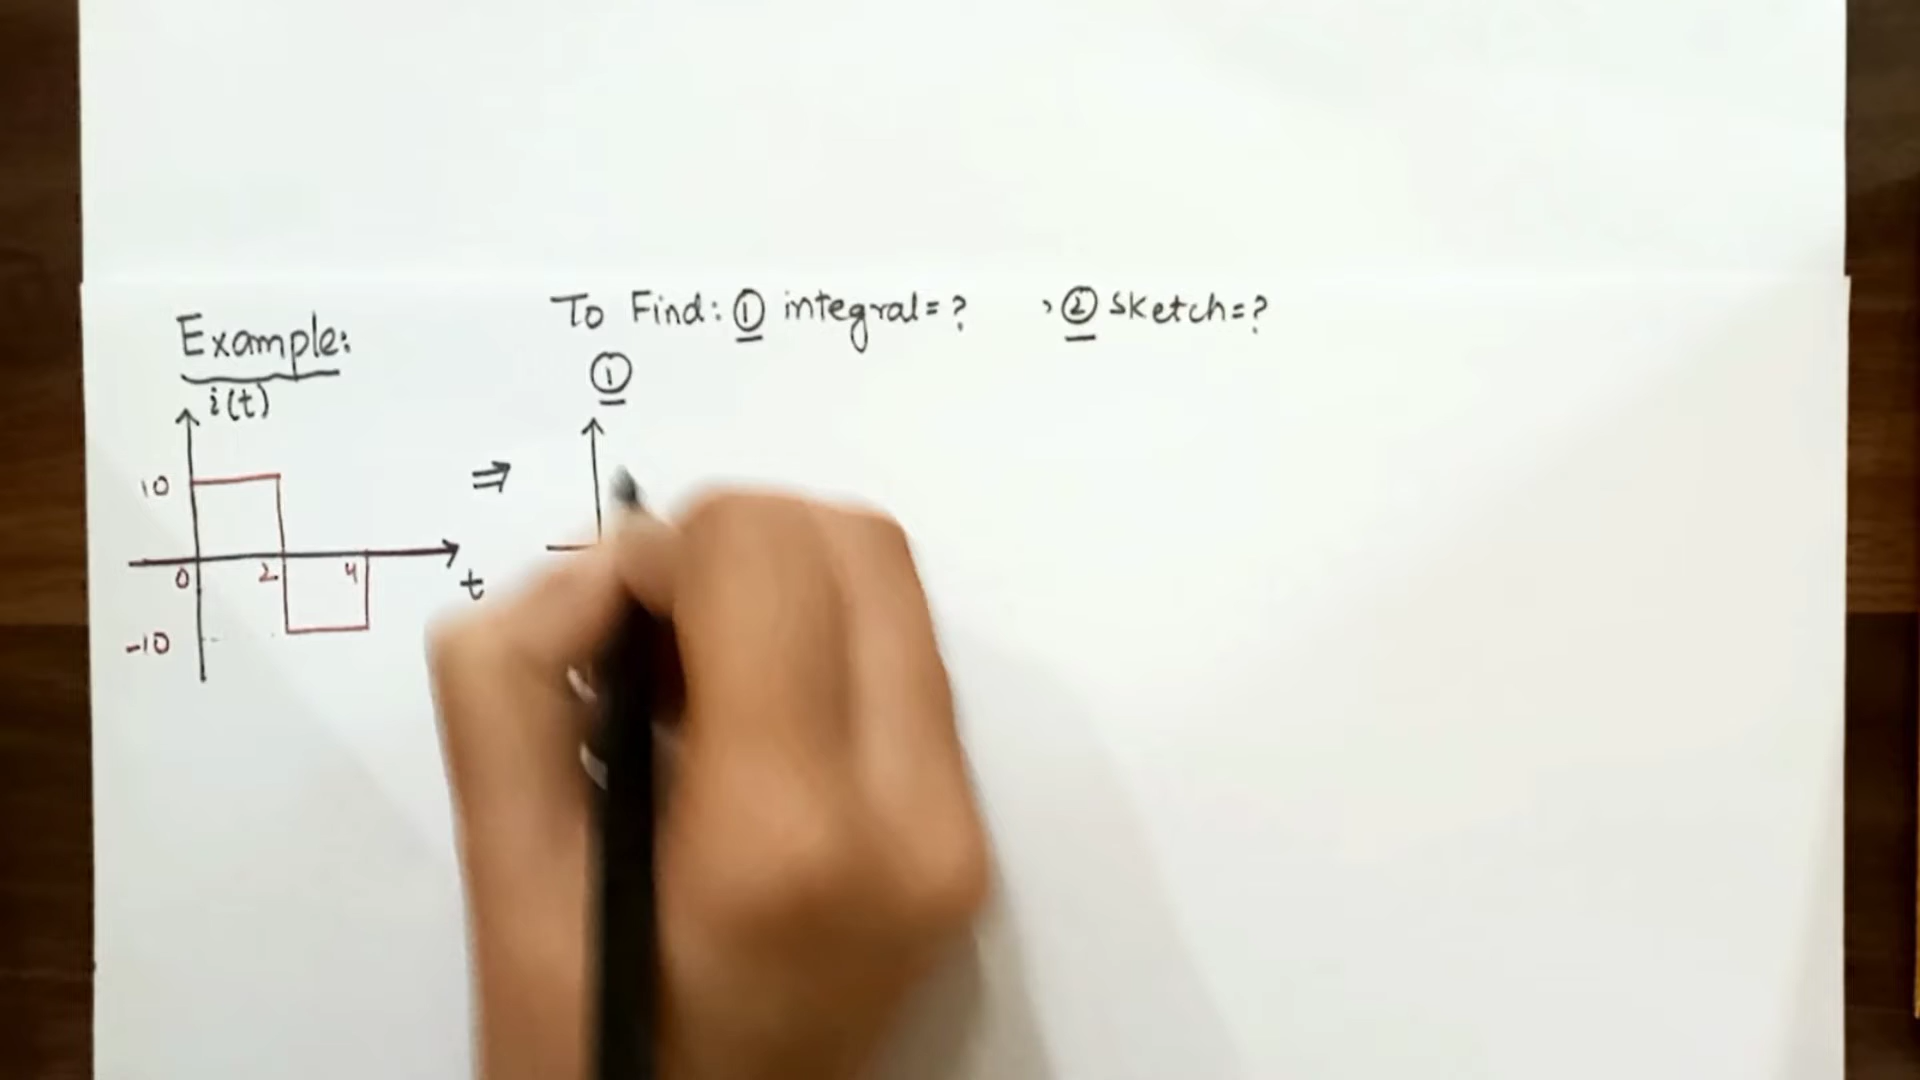 To Find: ① integral=? , ② sketch=?
Example:
①
i(t)
10
⇒
0 2 4
t
-10